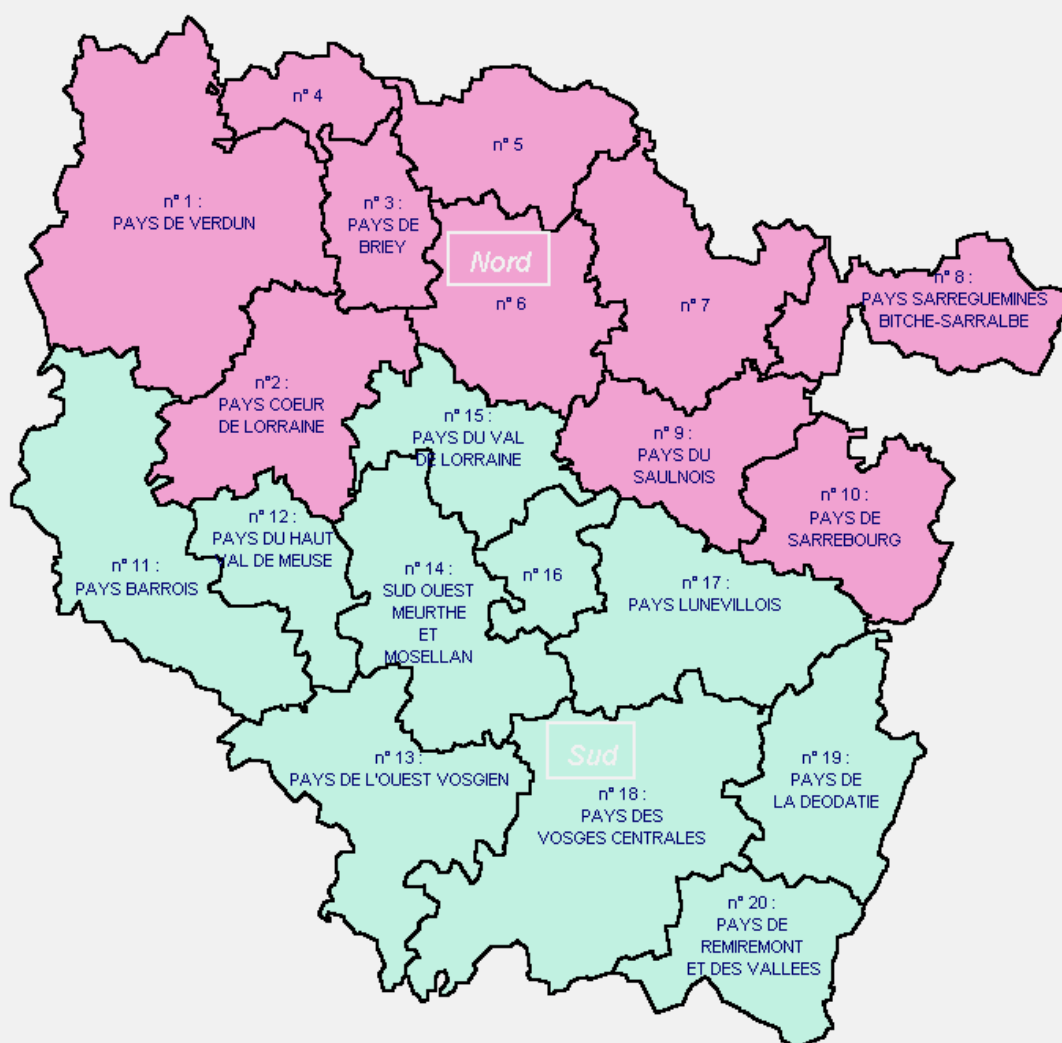 n° 4
n° 5
n° 1 :
PAYS DE VERDUN
n° 3 :
PAYS DE
BRIEY
Nord
n° 6
n° 7
n° 8 :
PAYS SARREGUEMINES
BITCHE-SARRALBE
n°2 :
PAYS COEUR
DE LORRAINE
n° 15 :
PAYS DU VAL
DE LORRAINE
n° 9 :
PAYS DU
SAULNOIS
n° 10 :
PAYS DE
SARREBOURG
n° 11 :
PAYS BARROIS
n° 12 :
PAYS DU HAUT
VAL DE MEUSE
n° 14 :
SUD OUEST
MEURTHE
ET
MOSELLAN
n° 16
n° 17 :
PAYS LUNEVILLOIS
Sud
n° 13 :
PAYS DE L'OUEST VOSGIEN
n° 18 :
PAYS DES
VOSGES CENTRALES
n° 19 :
PAYS DE
LA DEODATIE
n° 20 :
PAYS DE
REMIREMONT
ET DES VALLEES